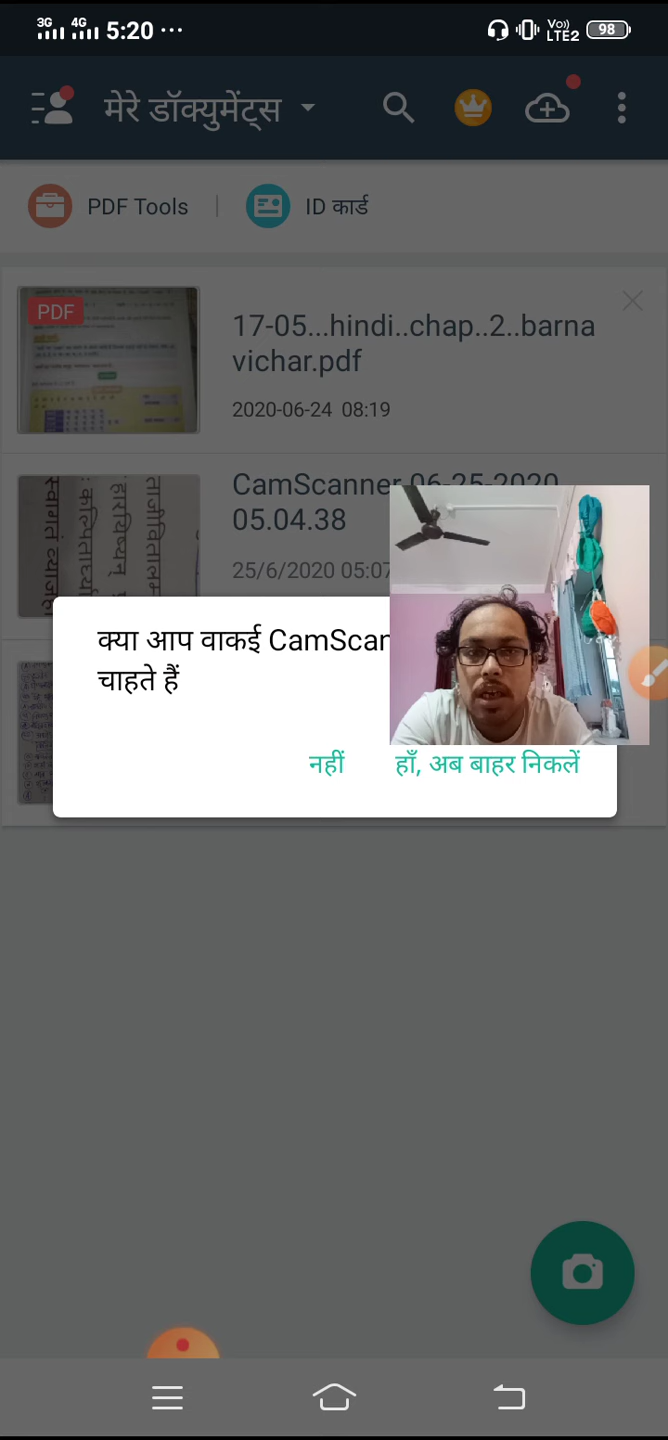 3G 4G 5:20 ... Vo)) LTE2 98
मेरे डॉक्युमेंट्स
PDF Tools | ID कार्ड
PDF
17-05...hindi..chap..2..barna
vichar.pdf
2020-06-24 08:19
CamScanner 06-25-2020
05.04.38
25/6/2020 05:07
क्या आप वाकई CamScan
चाहते हैं
नहीं हाँ, अब बाहर निकलें